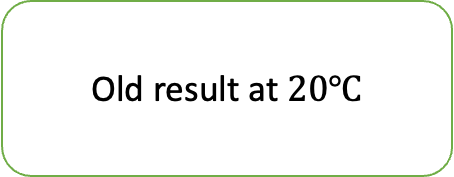 Old result at 20℃